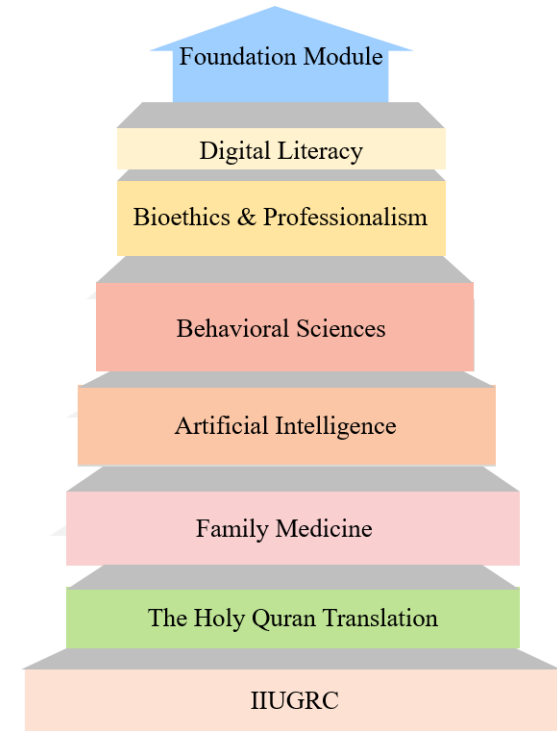 Foundation Module
Digital Literacy
Bioethics & Professionalism
Behavioral Sciences
Artificial Intelligence
Family Medicine
The Holy Quran Translation
IIUGRC